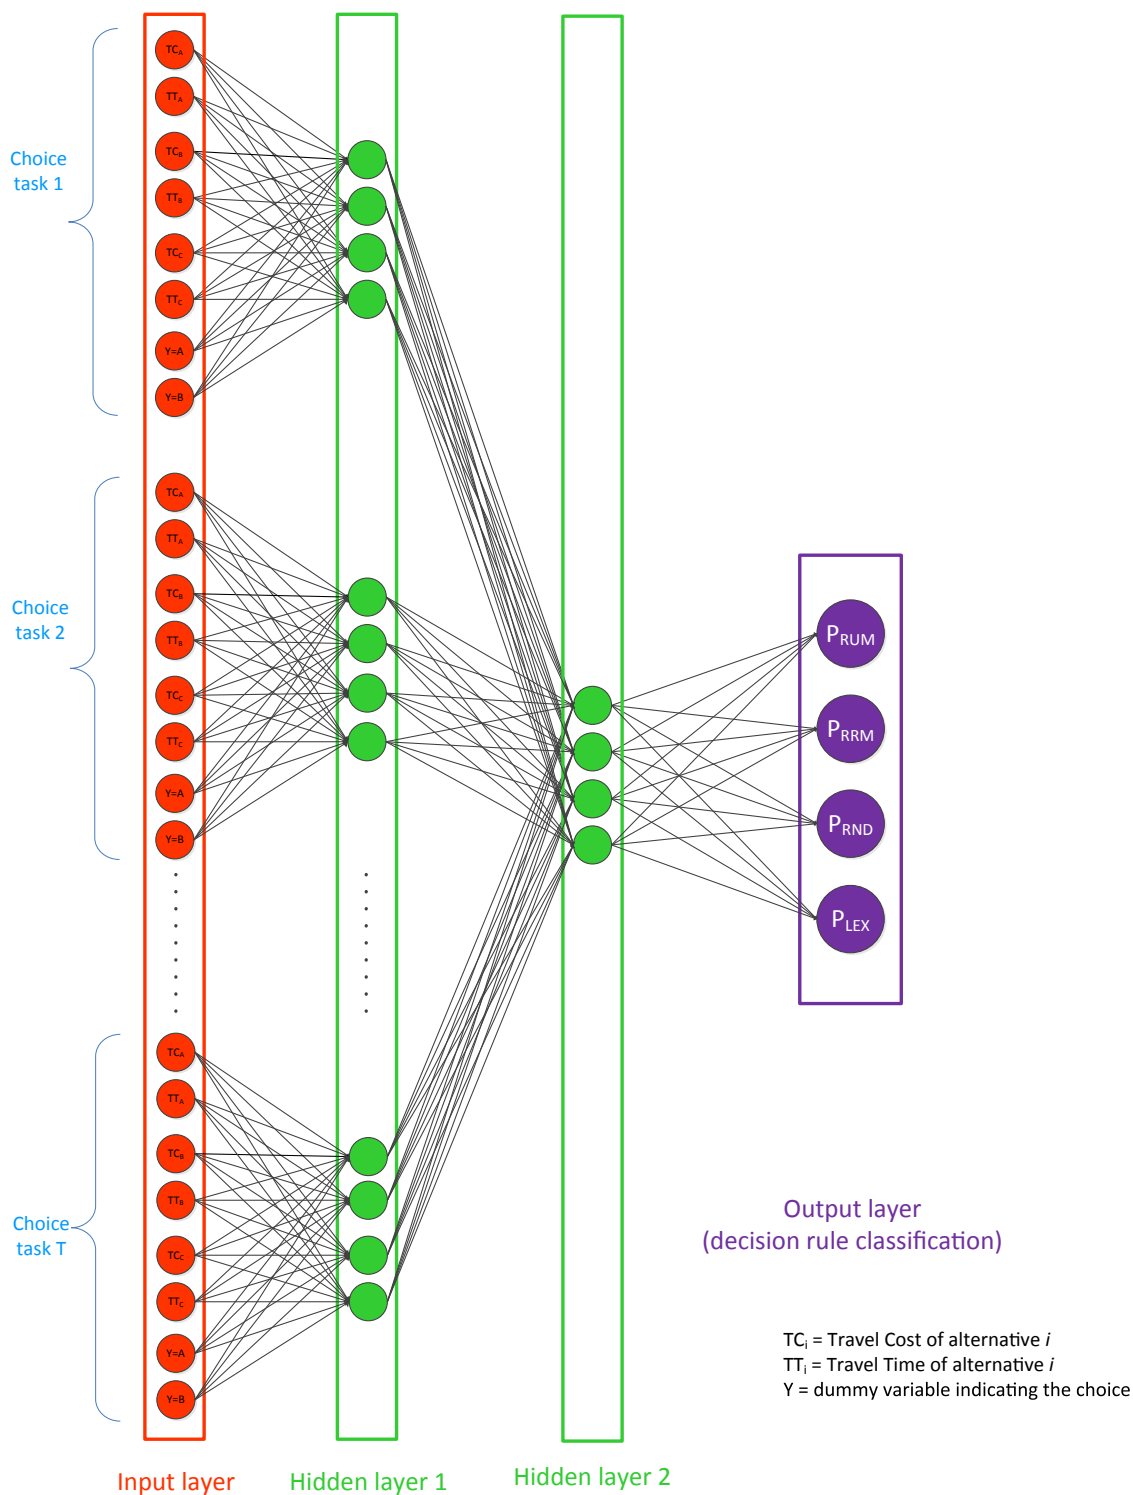 Choice
task 1
TCA
TTA
TCB
TTB
TCC
TTC
Y=A
Y=B
Choice
task 2
TCA
TTA
TCB
TTB
TCC
TTC
Y=A
Y=B
Choice
task T
TCA
TTA
TCB
TTB
TCC
TTC
Y=A
Y=B
PRUM
PRRM
PRND
PLEX
Output layer
(decision rule classification)
TCi = Travel Cost of alternative i
TTi = Travel Time of alternative i
Y = dummy variable indicating the choice
Input layer
Hidden layer 1
Hidden layer 2